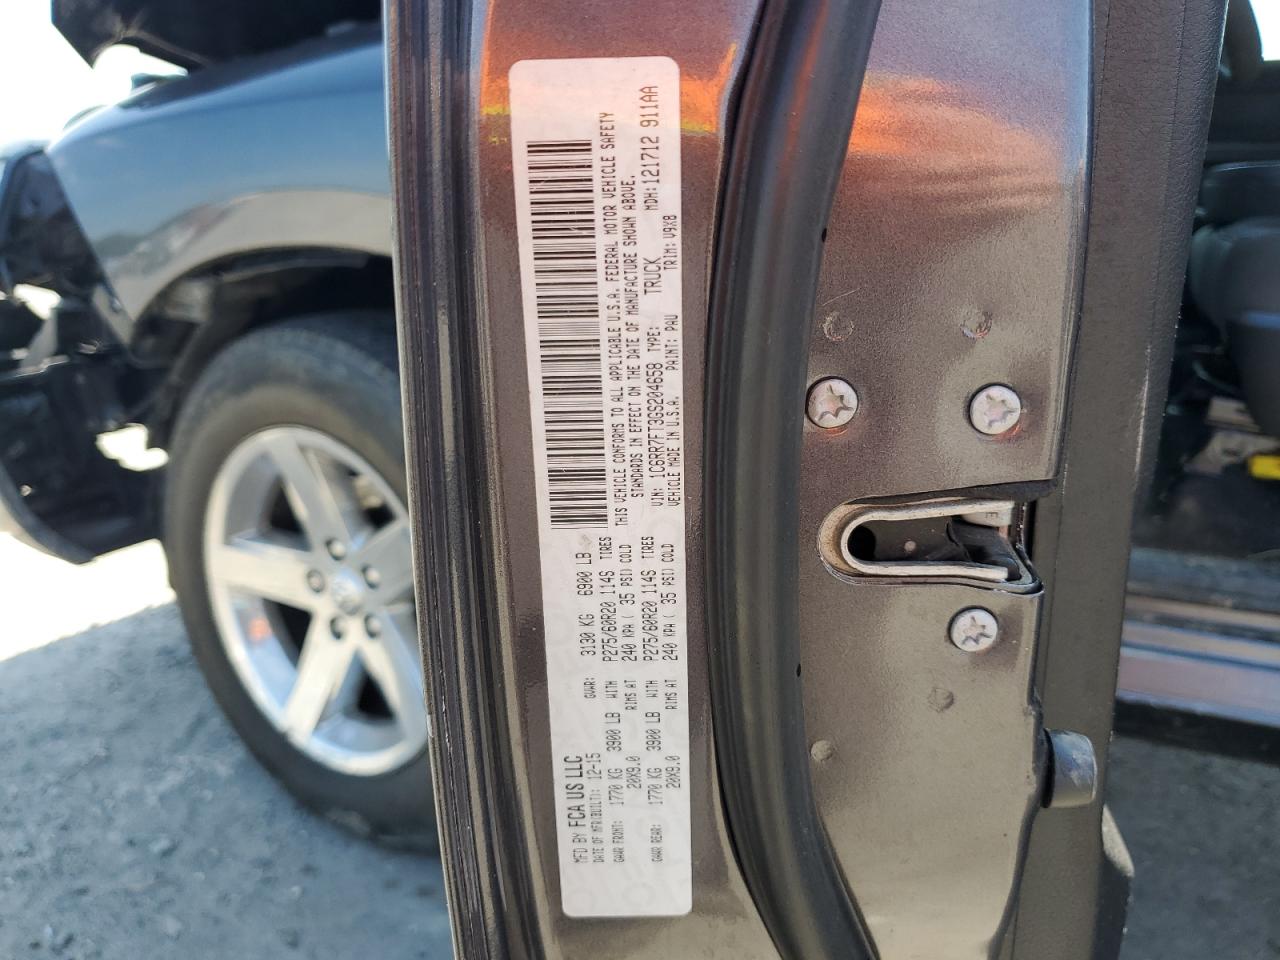 MFD BY FCA US LLC
DATE OF MFR(BUILT): 12-15 GVWR: 3130 KG 6900 LB
GAWR FRONT: 1770 KG 3900 LB WITH P275/60R20 114S TIRES
20X9.0 RIMS AT 240 KPA( 35 PSI) COLD
GAWR REAR: 1770 KG 3900 LB WITH P275/60R20 114S TIRES
20X9.0 RIMS AT 240 KPA( 35 PSI) COLD
THIS VEHICLE CONFORMS TO ALL APPLICABLE U.S.A. FEDERAL MOTOR VEHICLE SAFETY
STANDARDS IN EFFECT ON THE DATE OF MANUFACTURE SHOWN ABOVE.
VIN: 1C6RR7FT3GS204658 TYPE: TRUCK MDH:121712 911AA
VEHICLE MADE IN U.S.A. PAINT: PAU TRIM: V9X8